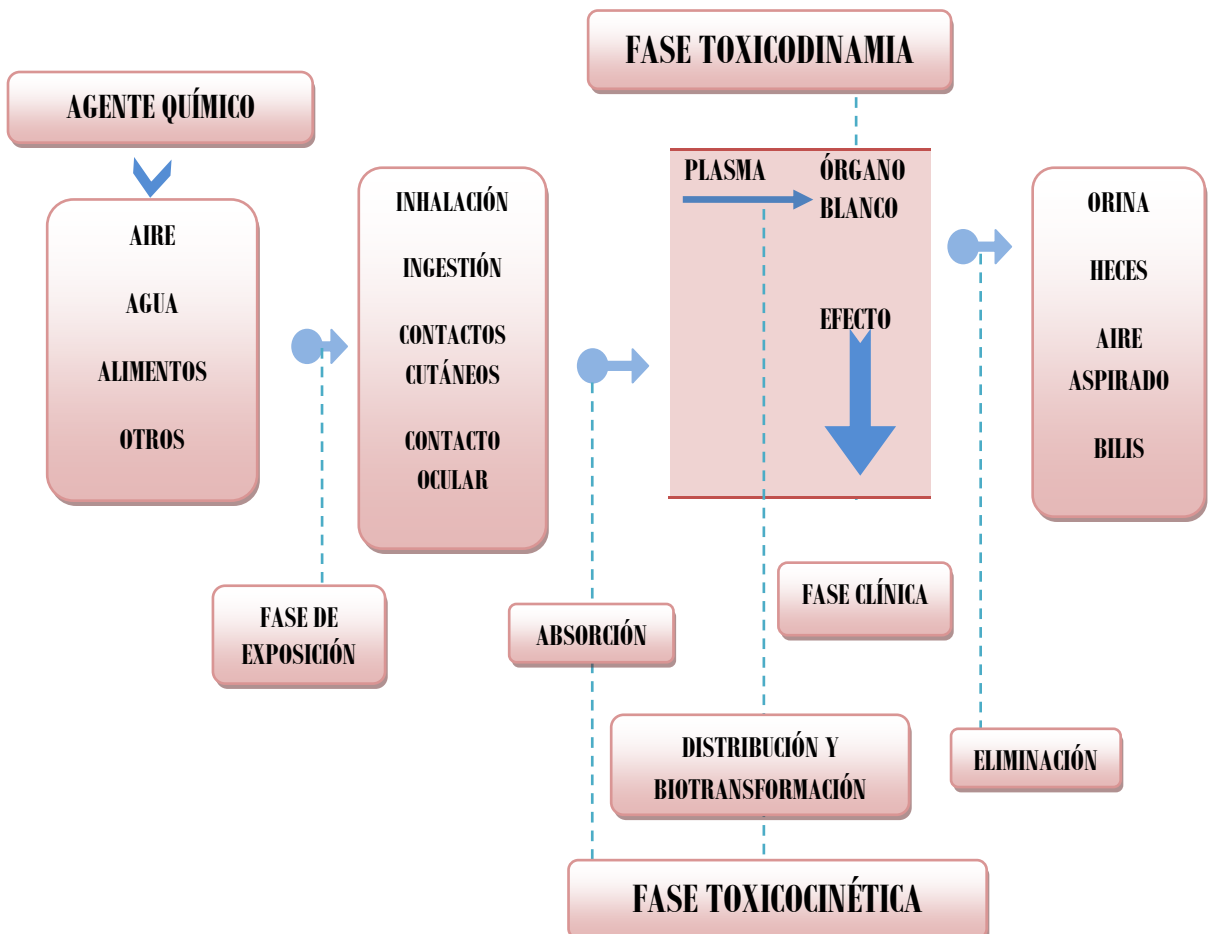 FASE TOXICODINAMIA
AGENTE QUÍMICO
AIRE
AGUA
ALIMENTOS
OTROS
INHALACIÓN
INGESTIÓN
CONTACTOS
CUTÁNEOS
CONTACTO
OCULAR
PLASMA
ÓRGANO
BLANCO
EFECTO
ORINA
HECES
AIRE
ASPIRADO
BILIS
FASE DE
EXPOSICIÓN
ABSORCIÓN
FASE CLÍNICA
DISTRIBUCIÓN Y
BIOTRANSFORMACIÓN
ELIMINACIÓN
FASE TOXICOCINÉTICA